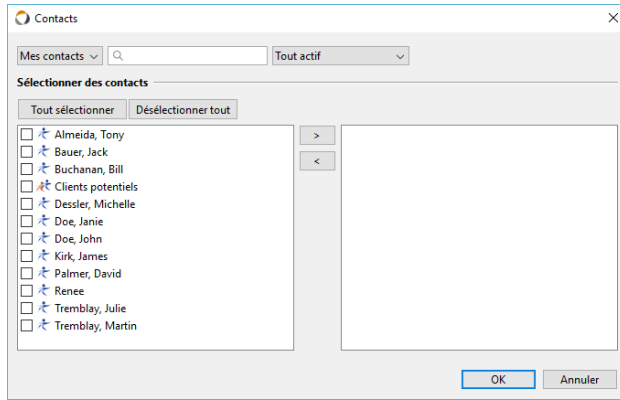 Contacts
Mes contacts
Tout actif
Sélectionner des contacts
Tout sélectionner
Désélectionner tout
Almeida, Tony
Bauer, Jack
Buchanan, Bill
Clients potentiels
Dessler, Michelle
Doe, Janie
Doe, John
Kirk, James
Palmer, David
Renee
Tremblay, Julie
Tremblay, Martin
>
<
OK
Annuler